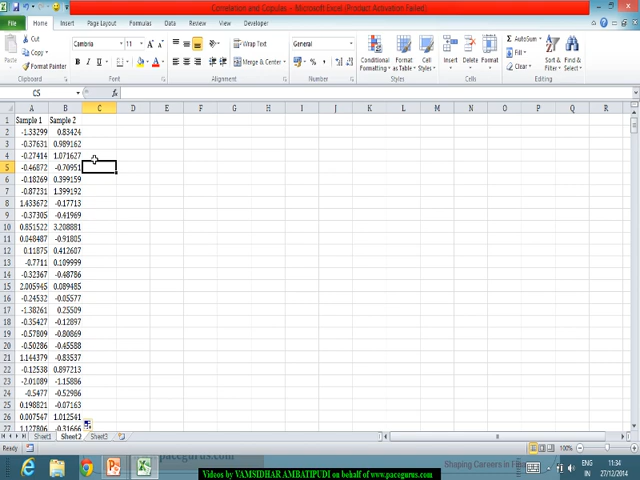 Correlation and Copulas - Microsoft Excel (Product Activation Failed)
File Home Insert Page Layout Formulas Data Review View Developer
Cut
Copy
Format Painter
Clipboard
Cambria 11
B I U
Font
Wrap Text
Merge & Center
Alignment
General
Number
Conditional Formatting
Format as Table
Cell Styles
Styles
Insert Delete Format
Cells
AutoSum
Fill
Clear
Sort & Filter
Find & Select
Editing
C5 fx
A B C D E F G H I J K L M N O P Q R
1 Sample 1 Sample 2
2 -1.33299 0.83424
3 -0.37631 0.989162
4 -0.27414 1.071627
5 -0.46872 -0.70951
6 -0.18269 0.399159
7 -0.87231 1.399192
8 1.433672 -0.17713
9 -0.37305 -0.41969
10 0.851522 3.208881
11 0.048487 -0.91805
12 0.11875 0.412607
13 -0.7711 0.109999
14 -0.32367 -0.48786
15 2.005945 0.089485
16 -0.24532 -0.05577
17 -1.38261 0.25509
18 -0.35427 -0.12897
19 -0.57809 -0.80869
20 -0.50286 -0.45588
21 1.144379 -0.83537
22 -0.12538 0.897213
23 -2.01089 -1.15886
24 -0.5477 -0.52986
25 0.198821 -0.07163
26 0.007547 1.012541
27 1.127806 -0.31666
Sheet1 Sheet2 Sheet3
Ready 100%
pacegurus.com
Shaping Careers in
ENG
IN
11:34
27/12/2014
Videos by VAMSIDHAR AMBATIPUDI on behalf of www.pacegurus.com